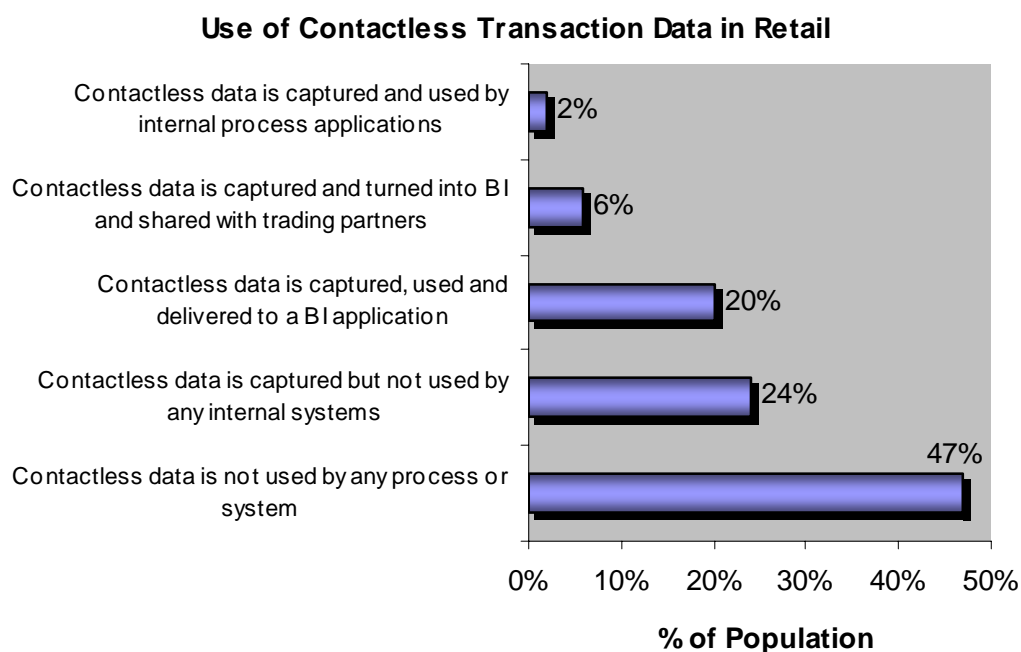 Use of Contactless Transaction Data in Retail
Contactless data is captured and used by
internal process applications
2%
Contactless data is captured and turned into BI
and shared with trading partners
6%
Contactless data is captured, used and
delivered to a BI application
20%
Contactless data is captured but not used by
any internal systems
24%
Contactless data is not used by any process or
system
47%
0% 10% 20% 30% 40% 50%
% of Population